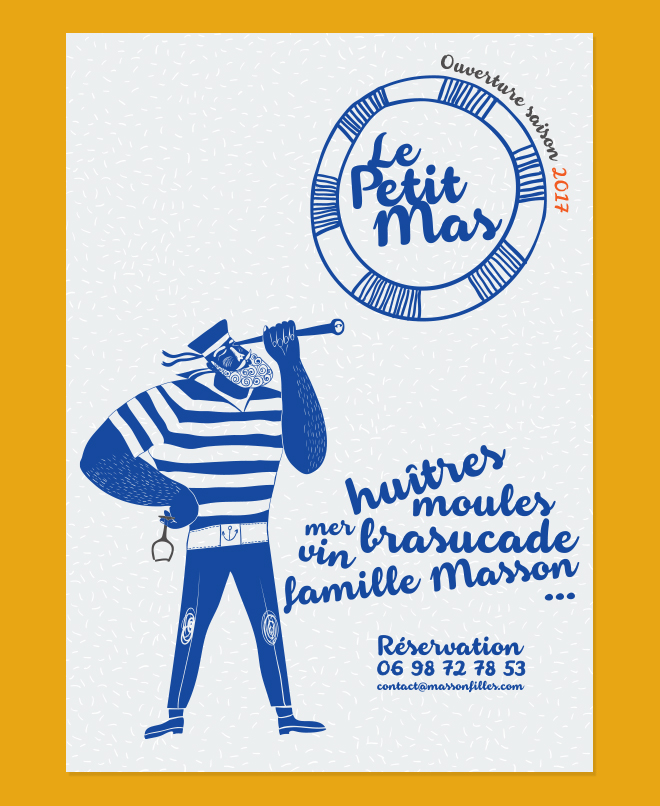 Ouverture saison 2017
Le
Petit
Mas
huîtres
moules
mer brasucade
vin
famille Masson
...
Réservation
06 98 72 78 53
contact@massonfilles.com